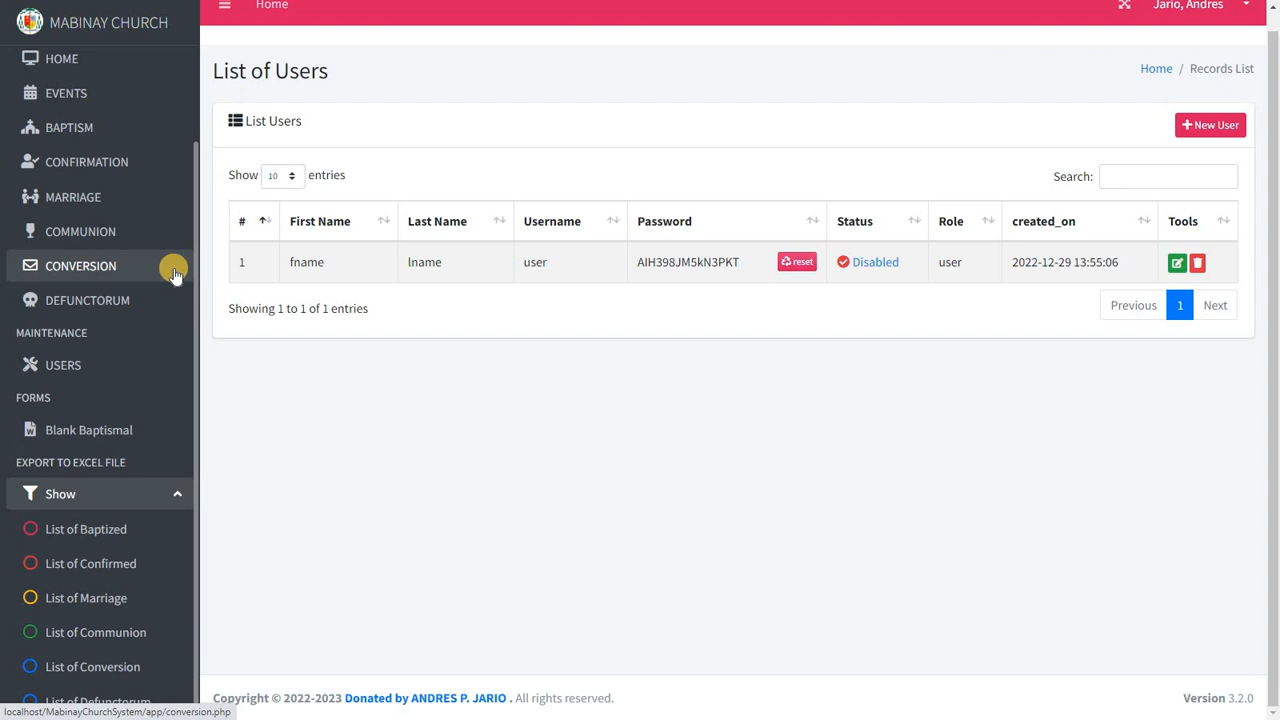 MABINAY CHURCH
Home
Jario, Andres
HOME
EVENTS
BAPTISM
CONFIRMATION
MARRIAGE
COMMUNION
CONVERSION
DEFUNCTORUM
MAINTENANCE
USERS
FORMS
Blank Baptismal
EXPORT TO EXCEL FILE
Show
List of Baptized
List of Confirmed
List of Marriage
List of Communion
List of Conversion
List of Defunctorum
localhost/MabinayChurchSystem/app/conversion.php
List of Users
Home / Records List
List Users
New User
Show 10 entries
Search:
# First Name Last Name Username Password Status Role created_on Tools
1 fname lname user AIH398JM5kN3PKT reset Disabled user 2022-12-29 13:55:06
Showing 1 to 1 of 1 entries
Previous 1 Next
Copyright © 2022-2023 Donated by ANDRES P. JARIO . All rights reserved.
Version 3.2.0